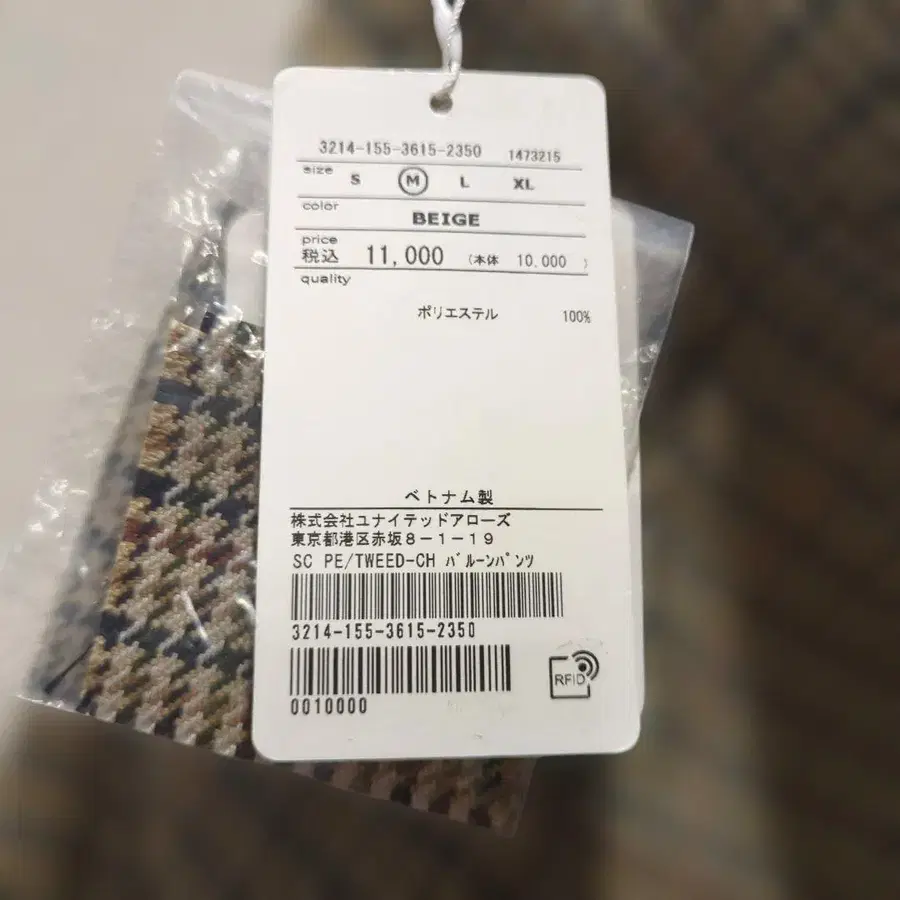 3214-155-3615-2350 1473215
size S M L XL
color
BEIGE
price
税込 11,000 (本体 10,000 )
quality
ポリエステル 100%
ベトナム製
株式会社ユナイテッドアローズ
東京都港区赤坂８－１－１９
SC PE/TWEED-CH ﾊﾞﾙｰﾝﾊﾟﾝﾂ
3214-155-3615-2350
RFID
0010000